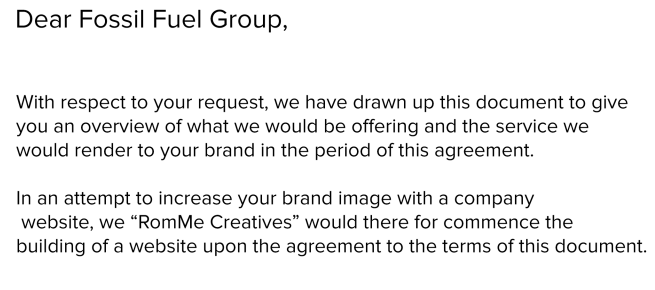 Dear Fossil Fuel Group,
With respect to your request, we have drawn up this document to give
you an overview of what we would be offering and the service we
would render to your brand in the period of this agreement.
In an attempt to increase your brand image with a company
website, we “RomMe Creatives” would there for commence the
building of a website upon the agreement to the terms of this document.